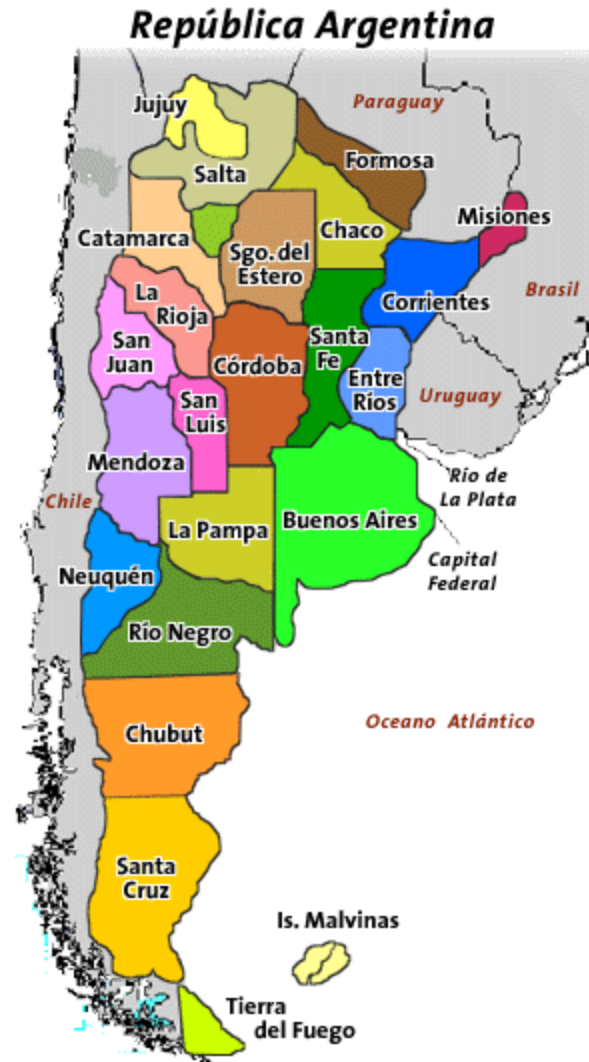 República Argentina
Jujuy
Paraguay
Formosa
Salta
Misiones
Catamarca
Chaco
Sgo. del
Estero
Brasil
La
Rioja
Corrientes
San
Juan
Santa
Fe
Córdoba
Entre
Ríos
San
Luis
Uruguay
Mendoza
Río de
La Plata
Chile
La Pampa
Buenos Aires
Capital
Federal
Neuquén
Río Negro
Oceano Atlántico
Chubut
Santa
Cruz
Is. Malvinas
Tierra
del Fuego